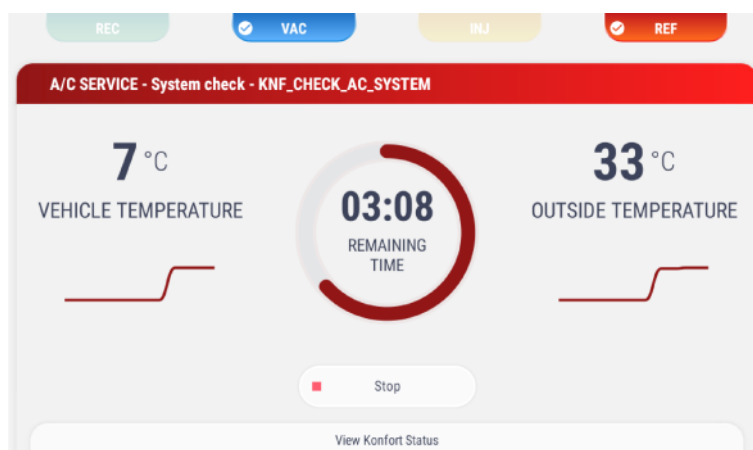 REC
VAC
INJ
REF
A/C SERVICE - System check - KNF_CHECK_AC_SYSTEM
7 °C
VEHICLE TEMPERATURE
03:08
REMAINING
TIME
33 °C
OUTSIDE TEMPERATURE
Stop
View Konfort Status